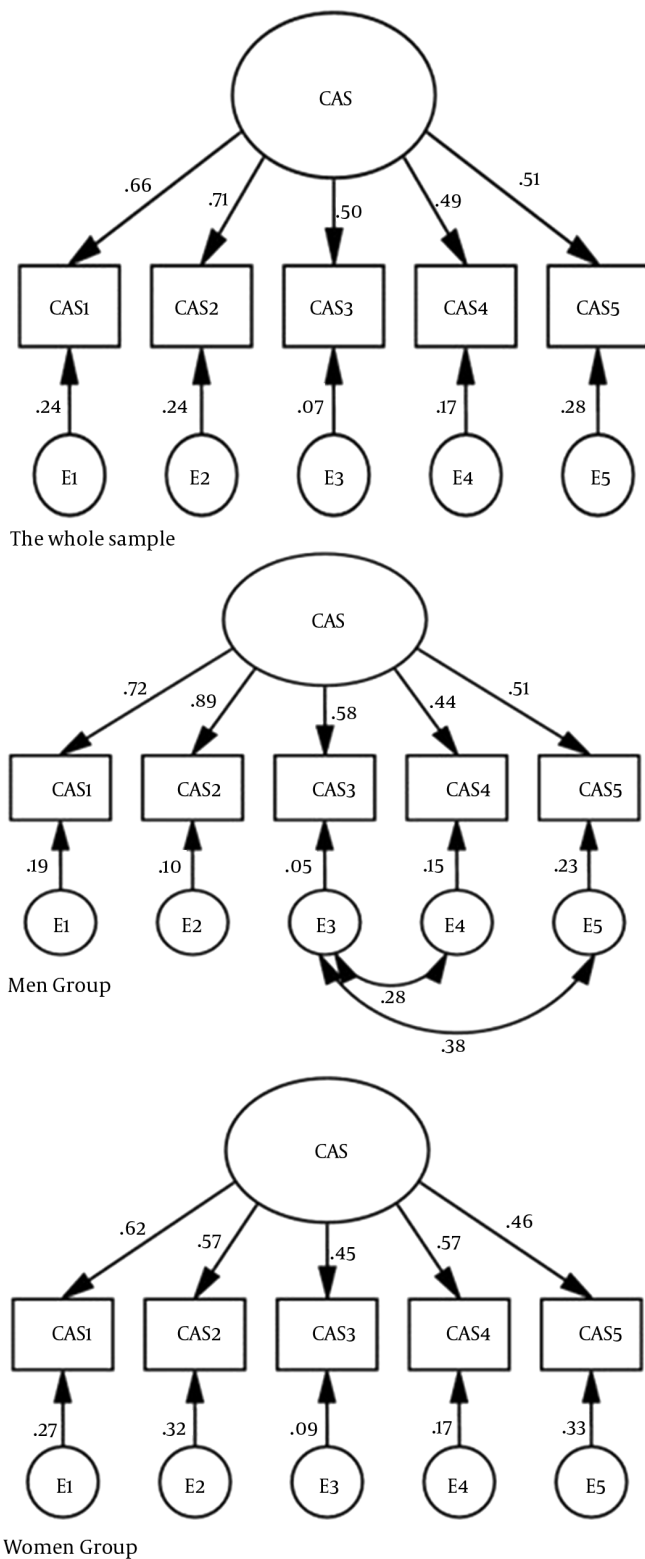 CAS
.66 .71 .50 .49 .51
CAS1 CAS2 CAS3 CAS4 CAS5
.24 .24 .07 .17 .28
E1 E2 E3 E4 E5
The whole sample
CAS
.72 .89 .58 .44 .51
CAS1 CAS2 CAS3 CAS4 CAS5
.19 .10 .05 .15 .23
E1 E2 E3 E4 E5
Men Group
.28
.38
CAS
.62 .57 .45 .57 .46
CAS1 CAS2 CAS3 CAS4 CAS5
.27 .32 .09 .17 .33
E1 E2 E3 E4 E5
Women Group